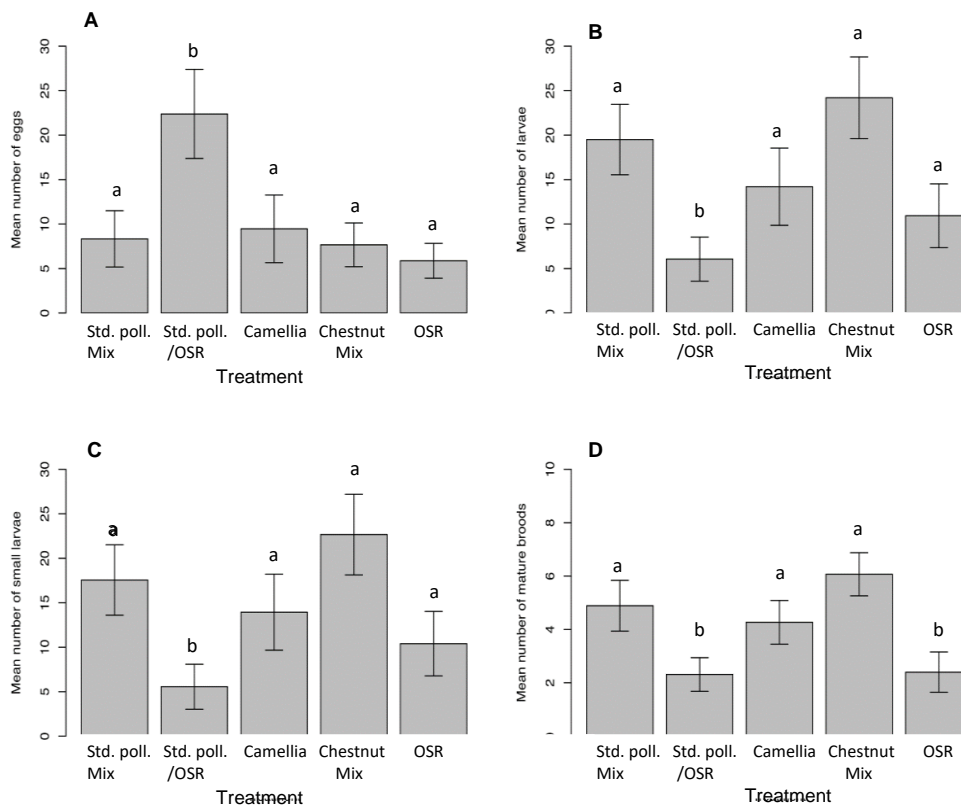 A
30
25
20
15
10
5
0
Mean number of eggs
a
b
a
a
a
Std. poll. Mix
Std. poll. /OSR
Camellia
Chestnut Mix
OSR
Treatment
B
30
25
20
15
10
5
0
Mean number of larvae
a
b
a
a
a
Std. poll. Mix
Std. poll. /OSR
Camellia
Chestnut Mix
OSR
Treatment
C
30
25
20
15
10
5
0
Mean number of small larvae
a
b
a
a
a
Std. poll. Mix
Std. poll. /OSR
Camellia
Chestnut Mix
OSR
Treatment
D
10
8
6
4
2
0
Mean number of mature broods
a
b
a
a
b
Std. poll. Mix
Std. poll. /OSR
Camellia
Chestnut Mix
OSR
Treatment